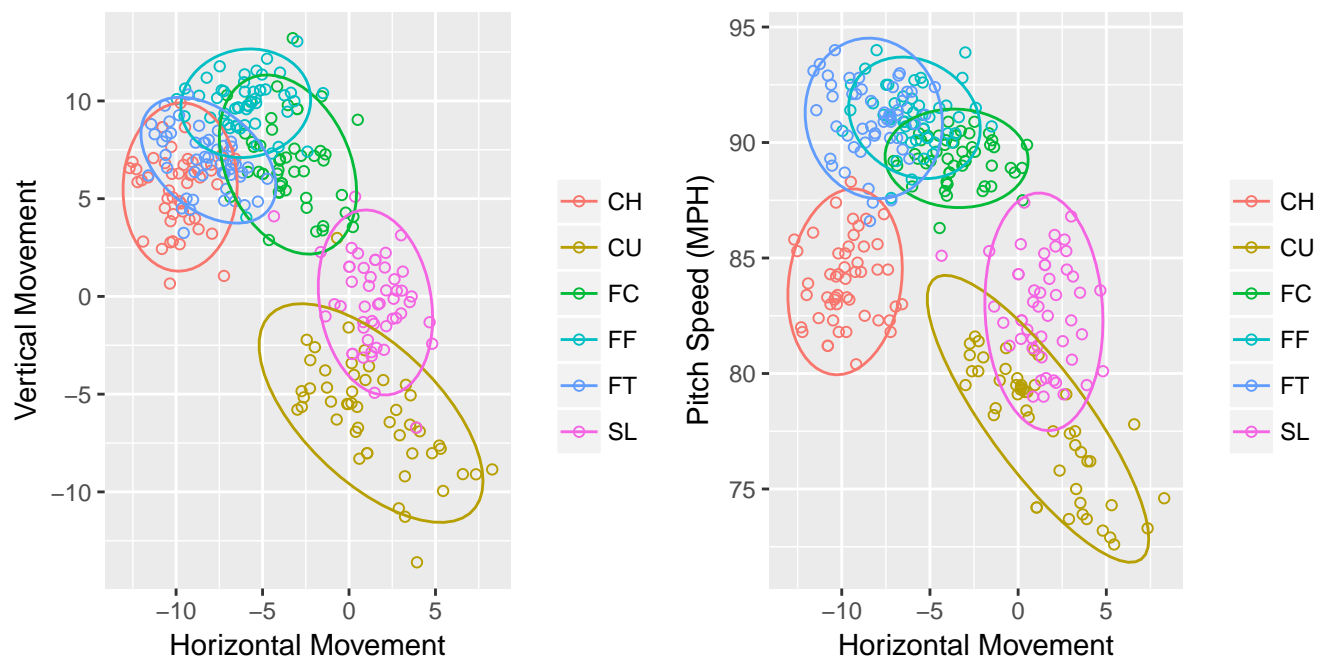 Vertical Movement
10
5
0
−5
−10
−10 −5 0 5
Horizontal Movement
CH
CU
FC
FF
FT
SL
Pitch Speed (MPH)
95
90
85
80
75
−10 −5 0 5
Horizontal Movement
CH
CU
FC
FF
FT
SL